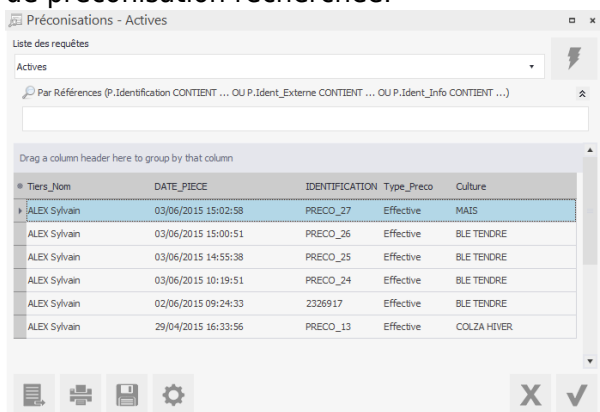 de préconisation recherchée.
Préconisations - Actives
Liste des requêtes
Actives
Par Références (P.Identification CONTIENT ... OU P.Ident_Externe CONTIENT ... OU P.Ident_Info CONTIENT ...)
Drag a column header here to group by that column
Tiers_Nom DATE_PIECE IDENTIFICATION Type_Preco Culture
ALEX Sylvain 03/06/2015 15:02:58 PRECO_27 Effective MAIS
ALEX Sylvain 03/06/2015 15:00:51 PRECO_26 Effective BLE TENDRE
ALEX Sylvain 03/06/2015 14:55:38 PRECO_25 Effective BLE TENDRE
ALEX Sylvain 03/06/2015 10:19:51 PRECO_24 Effective BLE TENDRE
ALEX Sylvain 02/06/2015 09:24:33 2326917 Effective BLE TENDRE
ALEX Sylvain 29/04/2015 16:33:56 PRECO_13 Effective COLZA HIVER